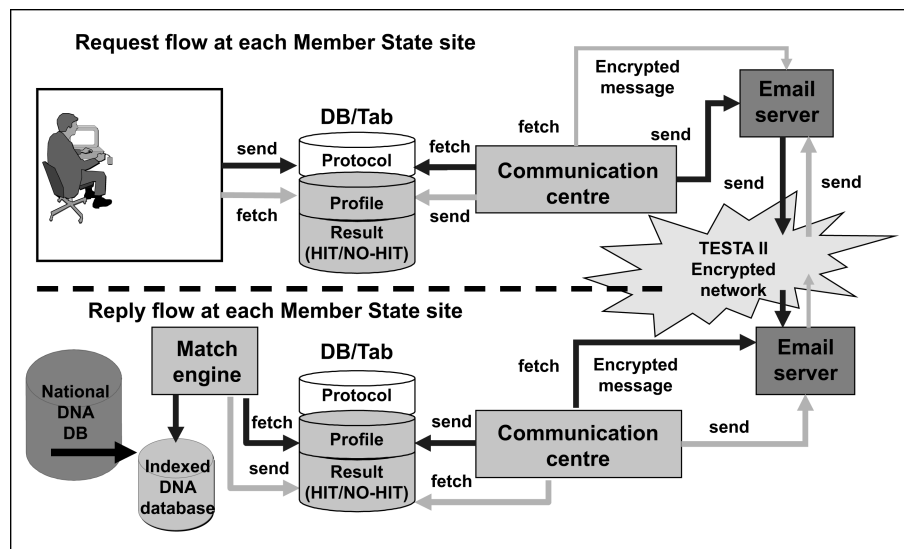 Request flow at each Member State site
Encrypted
message
Email
server
DB/Tab
fetch
send
send
fetch
Protocol
Communication
centre
send
send
Profile
fetch
send
Result
(HIT/NO-HIT)
TESTA II
Encrypted
network
Reply flow at each Member State site
Match
engine
DB/Tab
fetch
Encrypted
message
Email
server
National
DNA
DB
Protocol
fetch
send
Profile
Communication
centre
send
Indexed
DNA
database
send
Result
(HIT/NO-HIT)
fetch